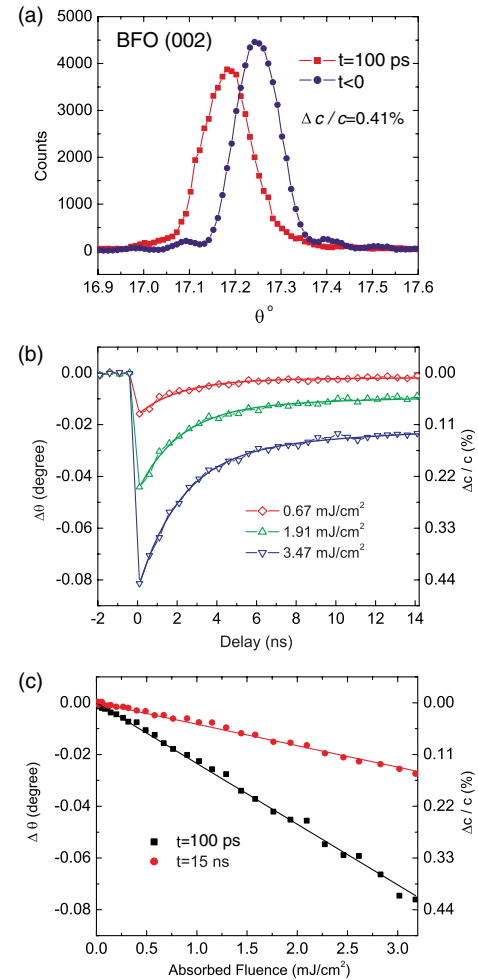 (a)
BFO (002)
t=100 ps
t<0
Δc/c=0.41%
5000
4000
3000
2000
1000
0
Counts
16.9 17.0 17.1 17.2 17.3 17.4 17.5 17.6
θ°
(b)
0.00
-0.02
-0.04
-0.06
-0.08
Δθ (degree)
0.67 mJ/cm²
1.91 mJ/cm²
3.47 mJ/cm²
0.00
0.11
0.22
0.33
0.44
Δc / c (%)
-2 0 2 4 6 8 10 12 14
Delay (ns)
(c)
0.00
-0.02
-0.04
-0.06
-0.08
Δ θ (degree)
t=100 ps
t=15 ns
0.00
0.11
0.22
0.33
0.44
Δc / c (%)
0.0 0.5 1.0 1.5 2.0 2.5 3.0
Absorbed Fluence (mJ/cm²)